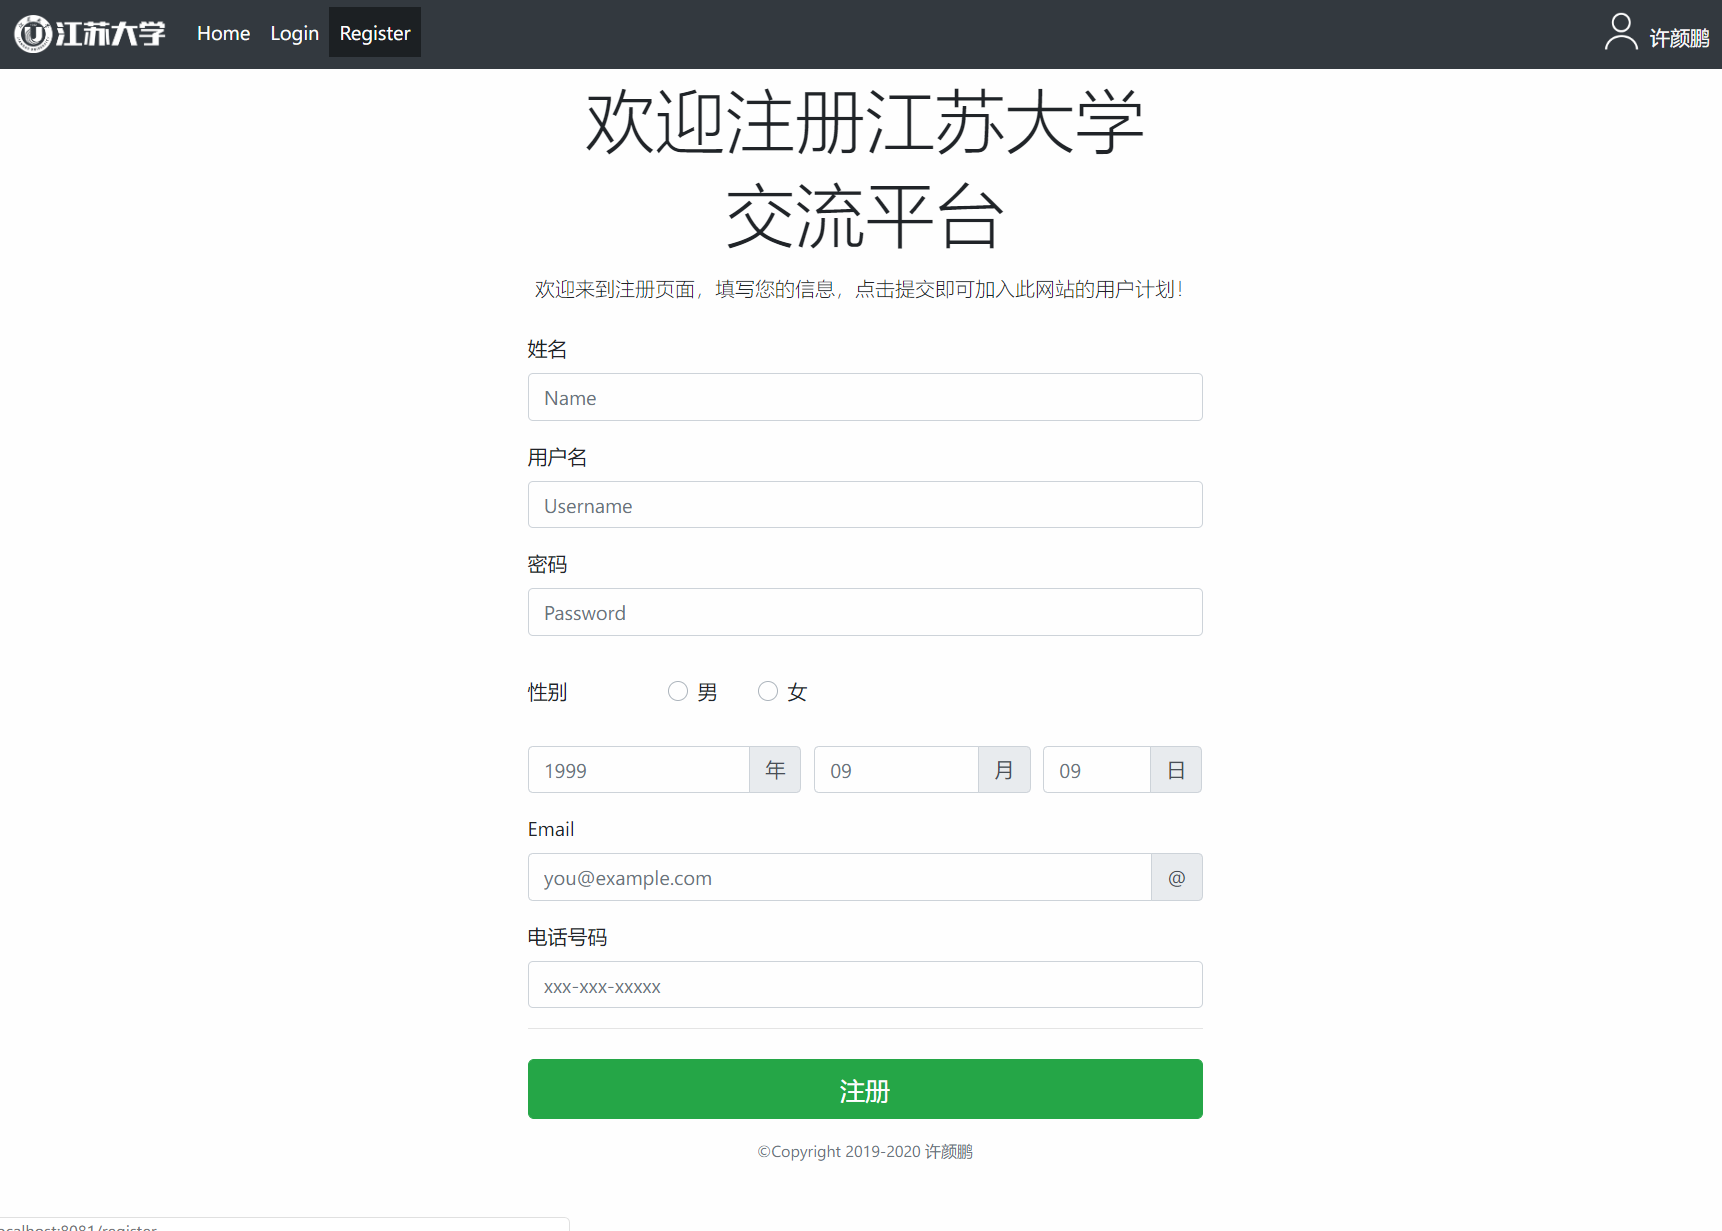 江苏大学 Home Login Register 许颜鹏
欢迎注册江苏大学
交流平台
欢迎来到注册页面，填写您的信息，点击提交即可加入此网站的用户计划！
姓名
Name
用户名
Username
密码
Password
性别 男 女
1999 年 09 月 09 日
Email
you@example.com @
电话号码
xxx-xxx-xxxxx
注册
©Copyright 2019-2020 许颜鹏
ocalhost:8081/register